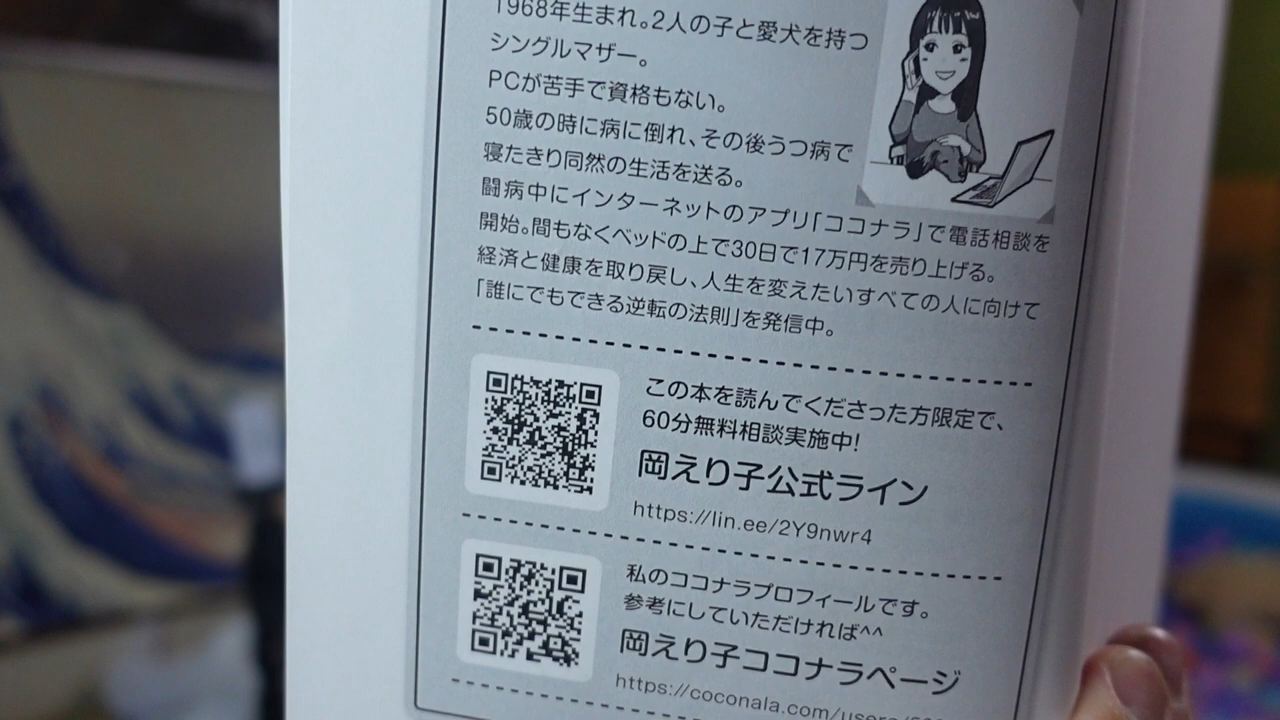 1968年生まれ。2人の子と愛犬を持つ
シングルマザー。
PCが苦手で資格もない。
50歳の時に病に倒れ、その後うつ病で
寝たきり同然の生活を送る。
闘病中にインターネットのアプリ「ココナラ」で電話相談を
開始。間もなくベッドの上で30日で17万円を売り上げる。
経済と健康を取り戻し、人生を変えたいすべての人に向けて
「誰にでもできる逆転の法則」を発信中。
この本を読んでくださった方限定で、
60分無料相談実施中!
岡えり子公式ライン
https://lin.ee/2Y9nwr4
私のココナラプロフィールです。
参考にしていただければ^^
岡えり子ココナラページ
https://coconala.com/users/